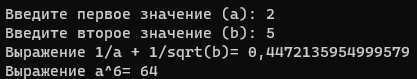 Введите первое значение (a): 2
Введите второе значение (b): 5
Выражение 1/a + 1/sqrt(b)= 0,4472135954999579
Выражение a^6= 64